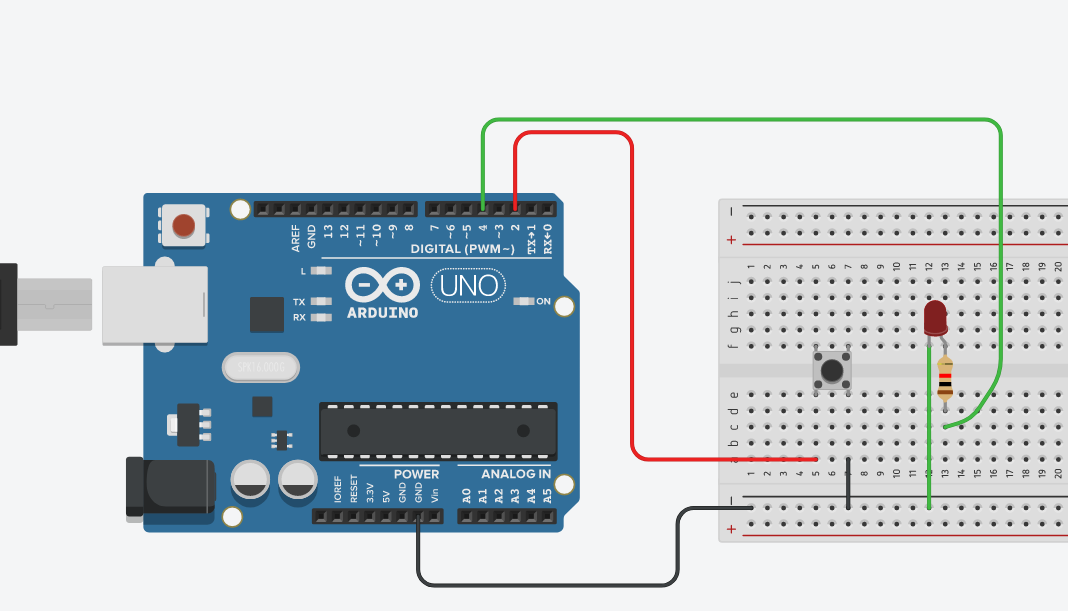 AREF
GND
13
12
~11
~10
~9
8
7
~6
~5
4
~3
2
TX→1
RX←0
DIGITAL (PWM ~)
L
TX
RX
UNO
ON
ARDUINO
POWER
ANALOG IN
IOREF
RESET
3.3V
5V
GND
GND
Vin
A0
A1
A2
A3
A4
A5
−
+
1 2 3 4 5 6 7 8 9 10 11 12 13 14 15 16 17 18 19 20
j
i
h
g
f
e
d
c
b
a
1 2 3 4 5 6 7 8 9 10 11 12 13 14 15 16 17 18 19 20
−
+